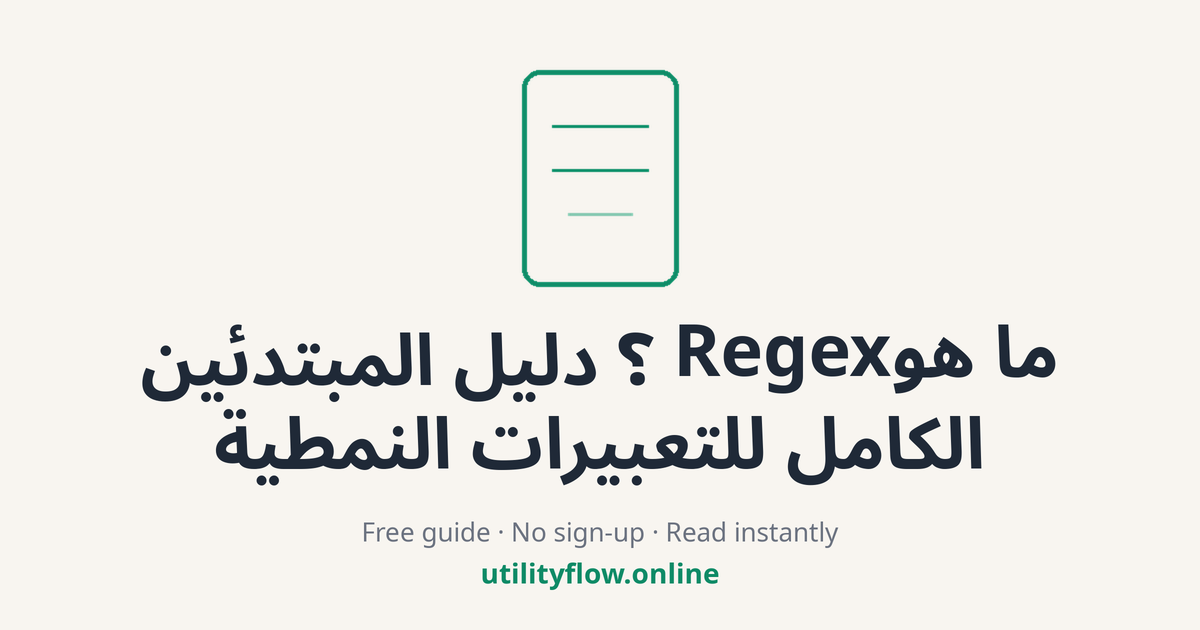 ما هوRegex ؟ دليل المبتدئين
الكامل للتعبيرات النمطية
Free guide · No sign-up · Read instantly
utilityflow.online